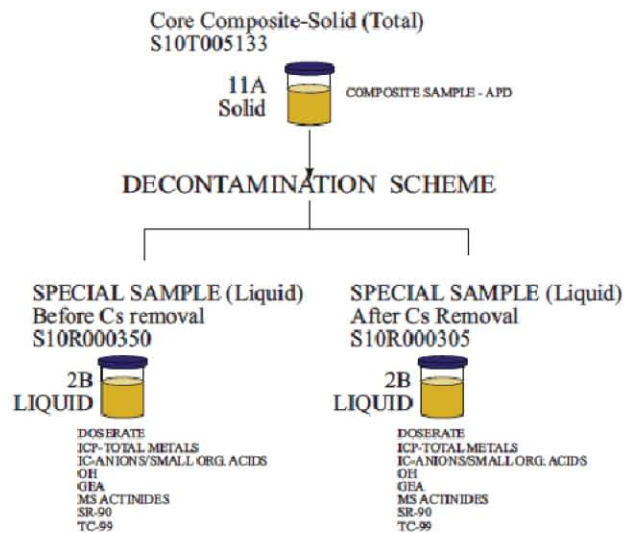 Core Composite-Solid (Total)
S10T005133
11A
Solid
COMPOSITE SAMPLE - APD
DECONTAMINATION SCHEME
SPECIAL SAMPLE (Liquid)
Before Cs removal
S10R000350
2B
LIQUID
DOSERATE
ICP-TOTAL METALS
IC-ANIONS/SMALL ORG. ACIDS
OH
GEA
MS ACTINIDES
SR-90
TC-99
SPECIAL SAMPLE (Liquid)
After Cs Removal
S10R000305
2B
LIQUID
DOSERATE
ICP-TOTAL METALS
IC-ANIONS/SMALL ORG. ACIDS
OH
GEA
MS ACTINIDES
SR-90
TC-99